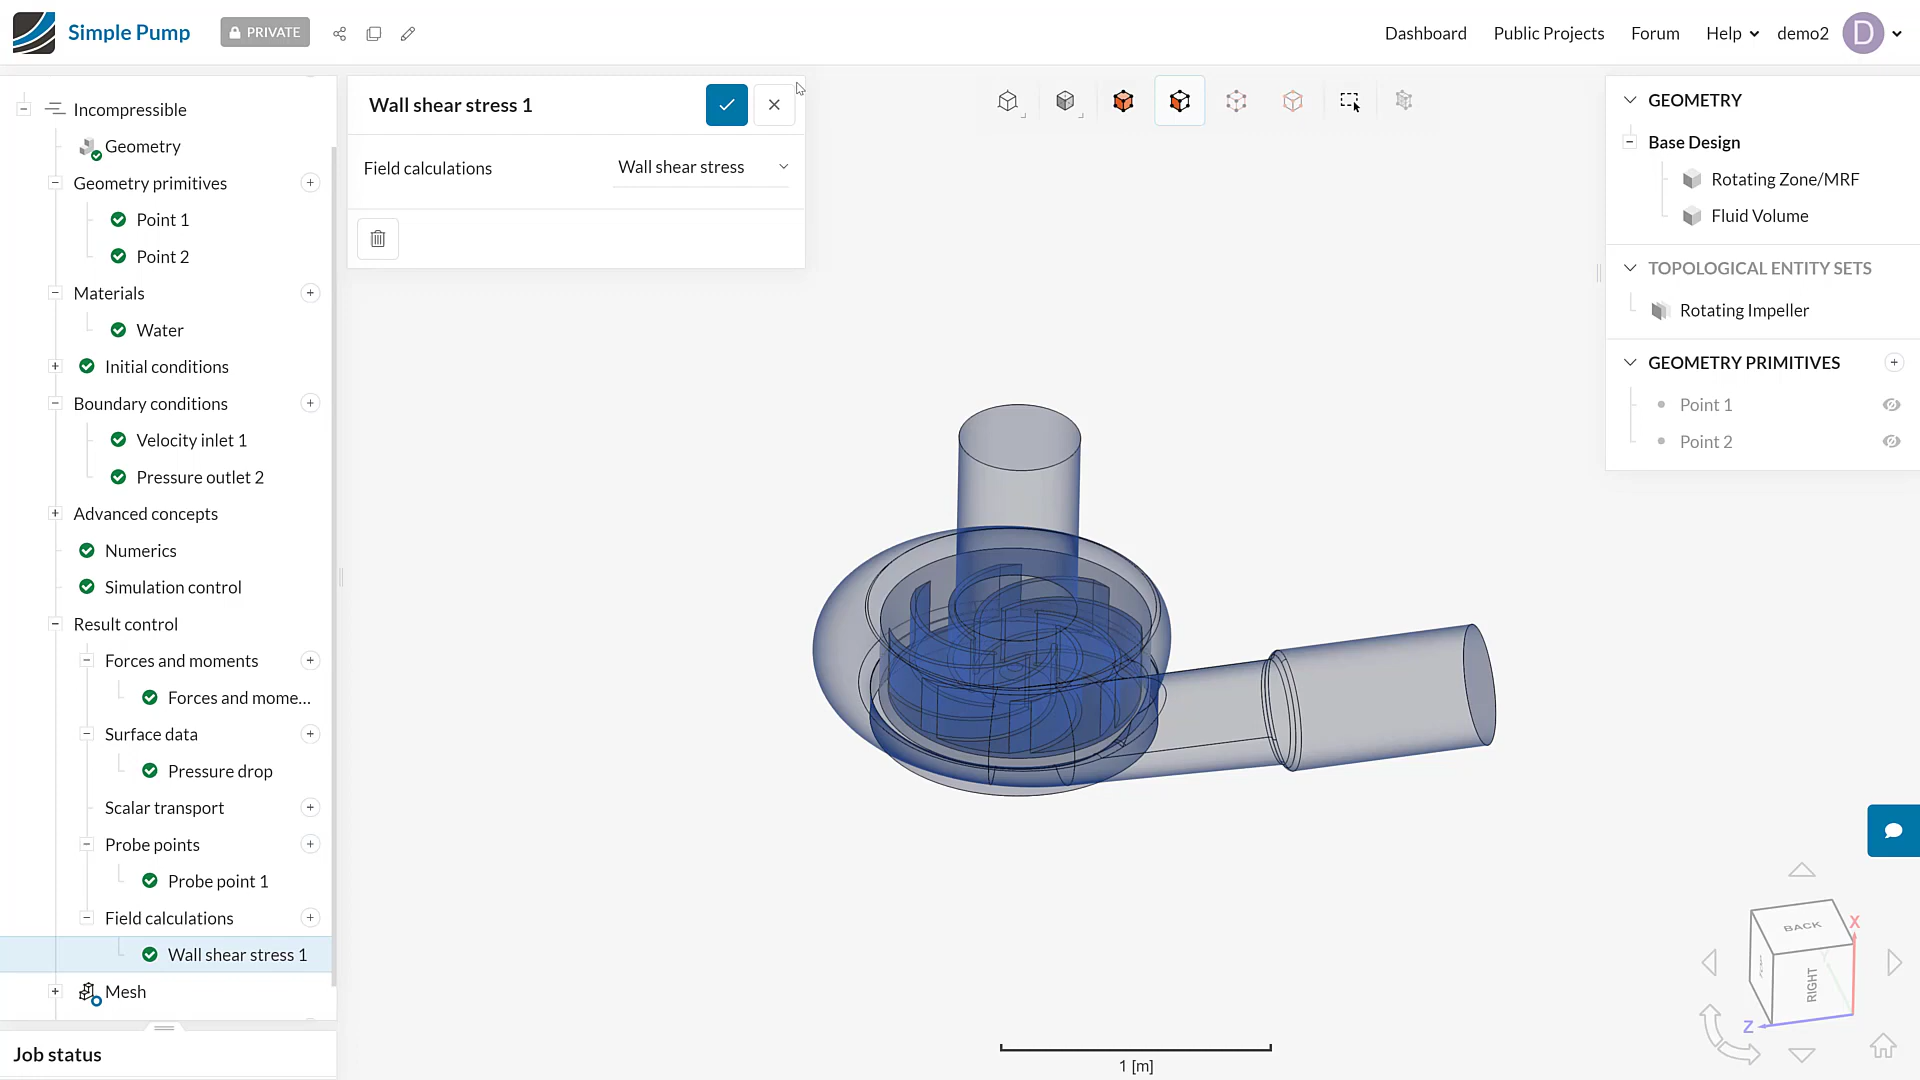 Simple Pump
PRIVATE
Dashboard
Public Projects
Forum
Help
demo2
D
Incompressible
Geometry
Geometry primitives
Point 1
Point 2
Materials
Water
Initial conditions
Boundary conditions
Velocity inlet 1
Pressure outlet 2
Advanced concepts
Numerics
Simulation control
Result control
Forces and moments
Forces and mome...
Surface data
Pressure drop
Scalar transport
Probe points
Probe point 1
Field calculations
Wall shear stress 1
Mesh
Job status
Wall shear stress 1
Field calculations
Wall shear stress
GEOMETRY
Base Design
Rotating Zone/MRF
Fluid Volume
TOPOLOGICAL ENTITY SETS
Rotating Impeller
GEOMETRY PRIMITIVES
Point 1
Point 2
1 [m]
BACK
RIGHT
X
Z